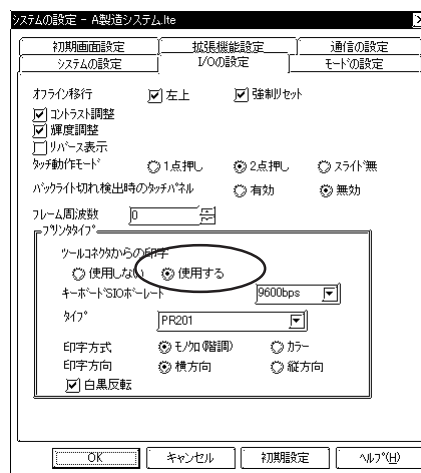 システムの設定 - A製造システム.lte
初期画面設定 拡張機能設定 通信の設定
システムの設定 I/Oの設定 モードの設定
オフライン移行 左上 強制リセット
コントラスト調整
輝度調整
リバース表示
タッチ動作モード 1点押し 2点押し スライド無
バックライト切れ検出時のタッチパネル 有効 無効
フレーム周波数 0
プリンタタイプ
ツールコネクタからの印字
使用しない 使用する
キーボードSIOボーレート 9600bps
タイプ PR201
印字方式 モノクロ(階調) カラー
印字方向 横方向 縦方向
白黒反転
OK キャンセル 初期設定 ヘルプ(H)